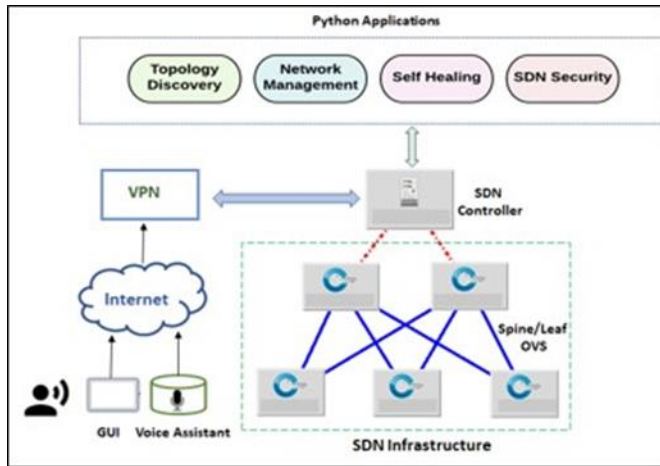 Python Applications
Topology
Discovery
Network
Management
Self Healing
SDN Security
VPN
SDN
Controller
Internet
Spine/Leaf
OVS
GUI
Voice Assistant
SDN Infrastructure